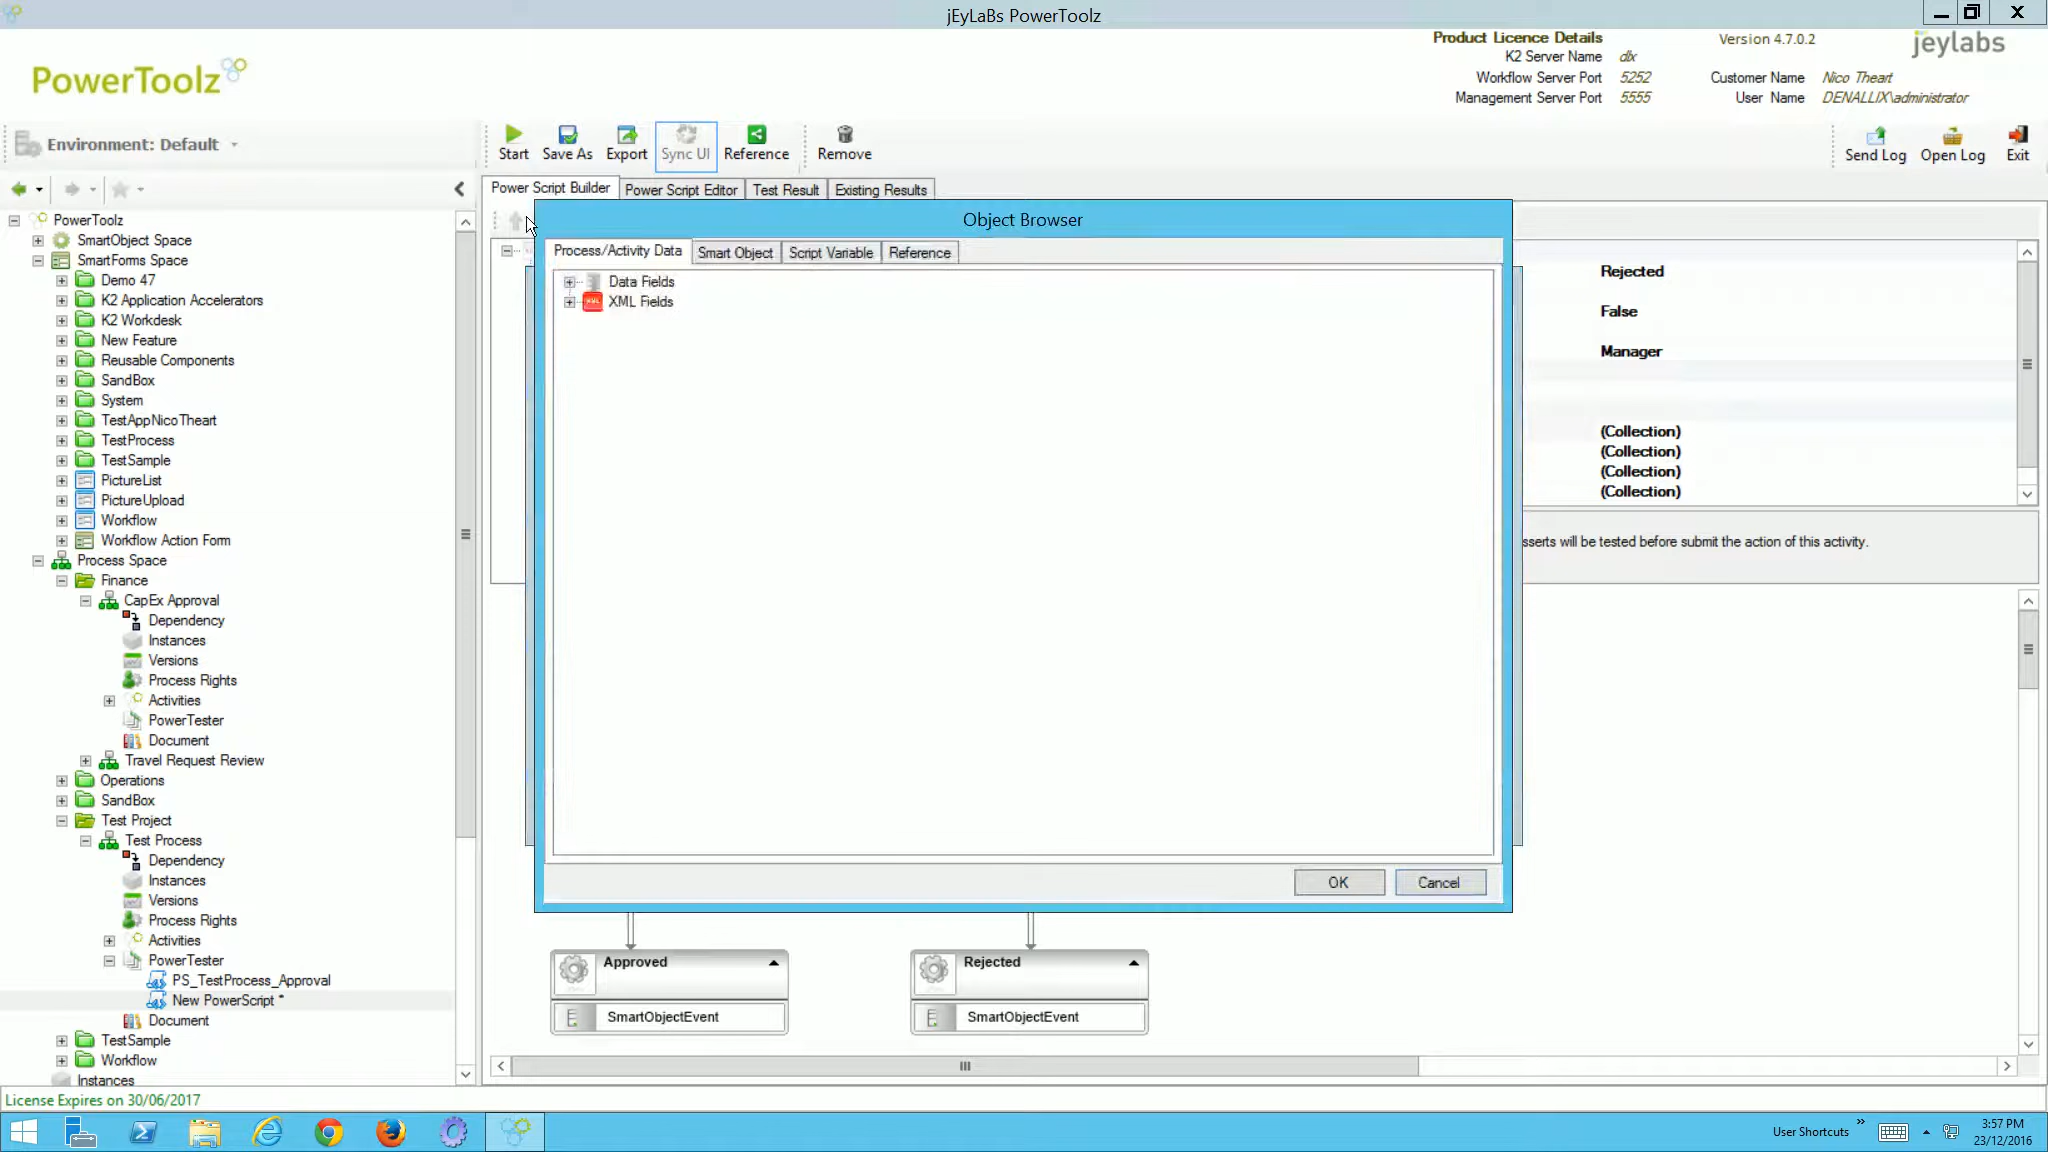 jEyLaBs PowerToolz
Product Licence Details
K2 Server Name dlx
Workflow Server Port 5252
Management Server Port 5555
Version 4.7.0.2
Customer Name Nico Theart
User Name DENALLIX\administrator
jeylabs
PowerToolz
Environment: Default
Start
Save As
Export
Sync UI
Reference
Remove
Send Log
Open Log
Exit
Power Script Builder
Power Script Editor
Test Result
Existing Results
PowerToolz
SmartObject Space
SmartForms Space
Demo 47
K2 Application Accelerators
K2 Workdesk
New Feature
Reusable Components
SandBox
System
TestAppNicoTheart
TestProcess
TestSample
PictureList
PictureUpload
Workflow
Workflow Action Form
Process Space
Finance
CapEx Approval
Dependency
Instances
Versions
Process Rights
Activities
PowerTester
Document
Travel Request Review
Operations
SandBox
Test Project
Test Process
Dependency
Instances
Versions
Process Rights
Activities
PowerTester
PS_TestProcess_Approval
New PowerScript *
Document
TestSample
Workflow
Instances
Object Browser
Process/Activity Data
Smart Object
Script Variable
Reference
Data Fields
XML Fields
OK
Cancel
Rejected
False
Manager
(Collection)
(Collection)
(Collection)
(Collection)
sserts will be tested before submit the action of this activity.
Approved
SmartObjectEvent
Rejected
SmartObjectEvent
License Expires on 30/06/2017
User Shortcuts
3:57 PM
23/12/2016